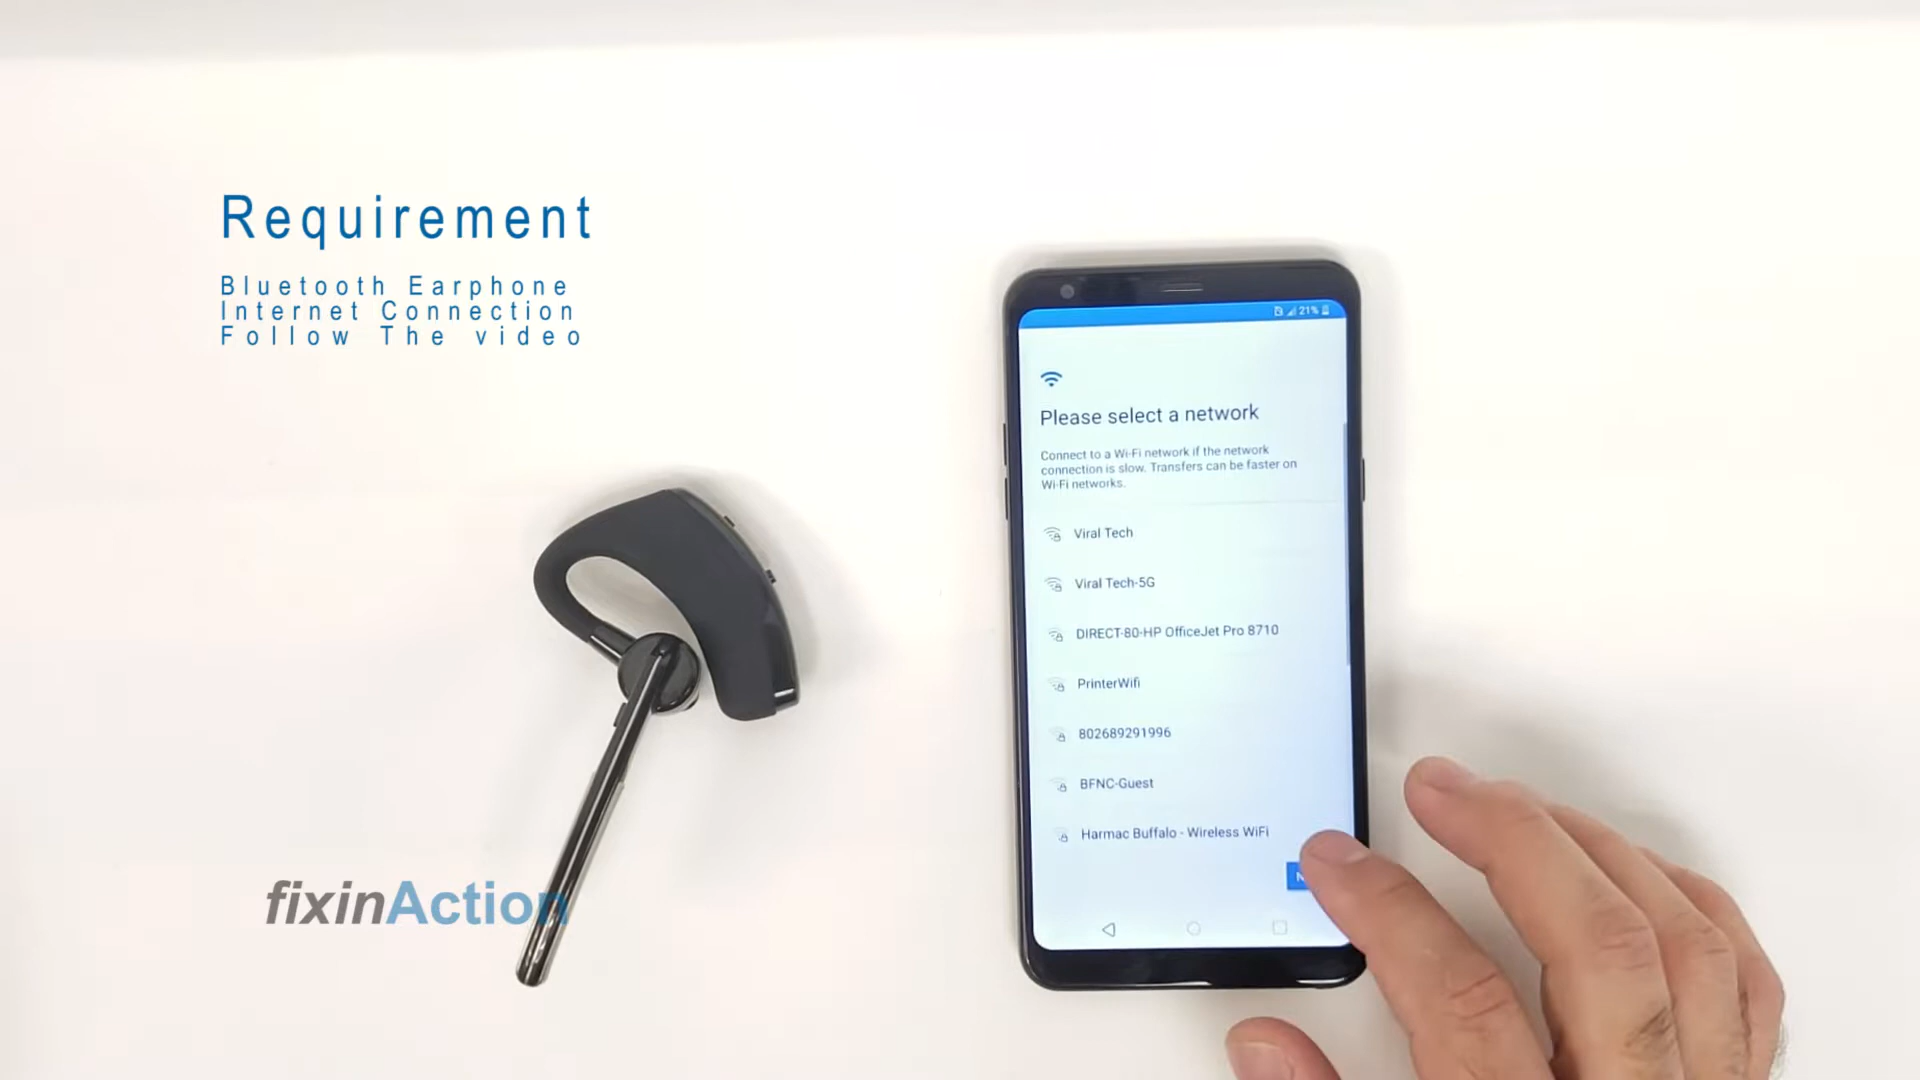 Requirement
Bluetooth Earphone
Internet Connection
Follow The video
21%
Please select a network
Connect to a Wi-Fi network if the network
connection is slow. Transfers can be faster on
Wi-Fi networks.
Viral Tech
Viral Tech-5G
DIRECT-80-HP OfficeJet Pro 8710
PrinterWifi
802689291996
BFNC-Guest
Harmac Buffalo - Wireless WiFi
fixinAction